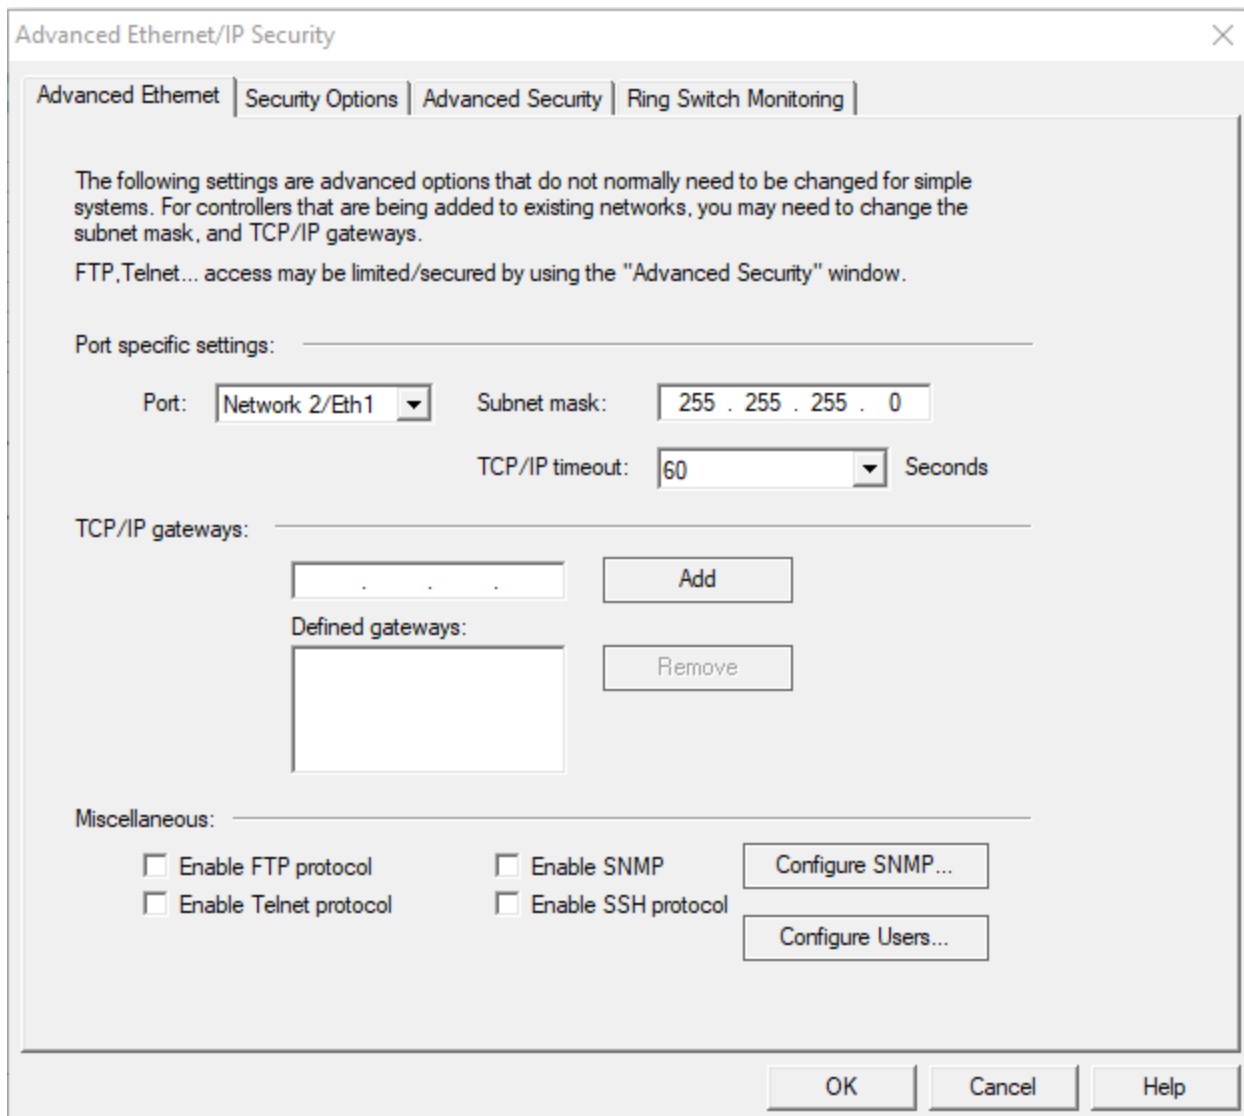 Advanced Ethernet/IP Security
Advanced Ethernet
Security Options
Advanced Security
Ring Switch Monitoring
The following settings are advanced options that do not normally need to be changed for simple
systems. For controllers that are being added to existing networks, you may need to change the
subnet mask, and TCP/IP gateways.
FTP,Telnet... access may be limited/secured by using the "Advanced Security" window.
Port specific settings:
Port: Network 2/Eth1 Subnet mask: 255 . 255 . 255 . 0
TCP/IP timeout: 60 Seconds
TCP/IP gateways:
. . . Add
Defined gateways:
Remove
Miscellaneous:
Enable FTP protocol Enable SNMP Configure SNMP...
Enable Telnet protocol Enable SSH protocol
Configure Users...
OK Cancel Help